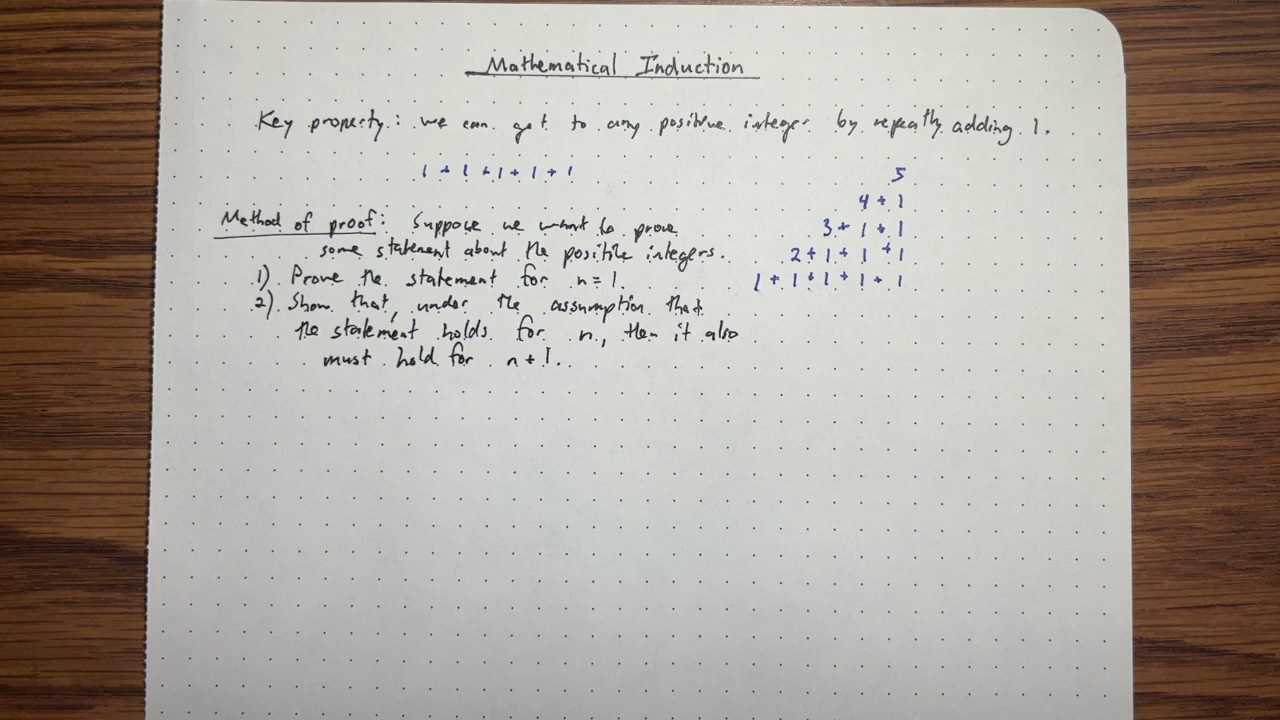 Mathematical Induction
Key property: we can get to any positive integer by repeatly adding 1.
1 + 1 + 1 + 1 + 1
5
4 + 1
Method of proof: Suppose we want to prove
3 + 1 + 1
some statement about the positive integers.
2 + 1 + 1 + 1
1) Prove the statement for n = 1.
1 + 1 + 1 + 1 + 1
2) Show that, under the assumption that
the statement holds for n, then it also
must hold for n + 1.